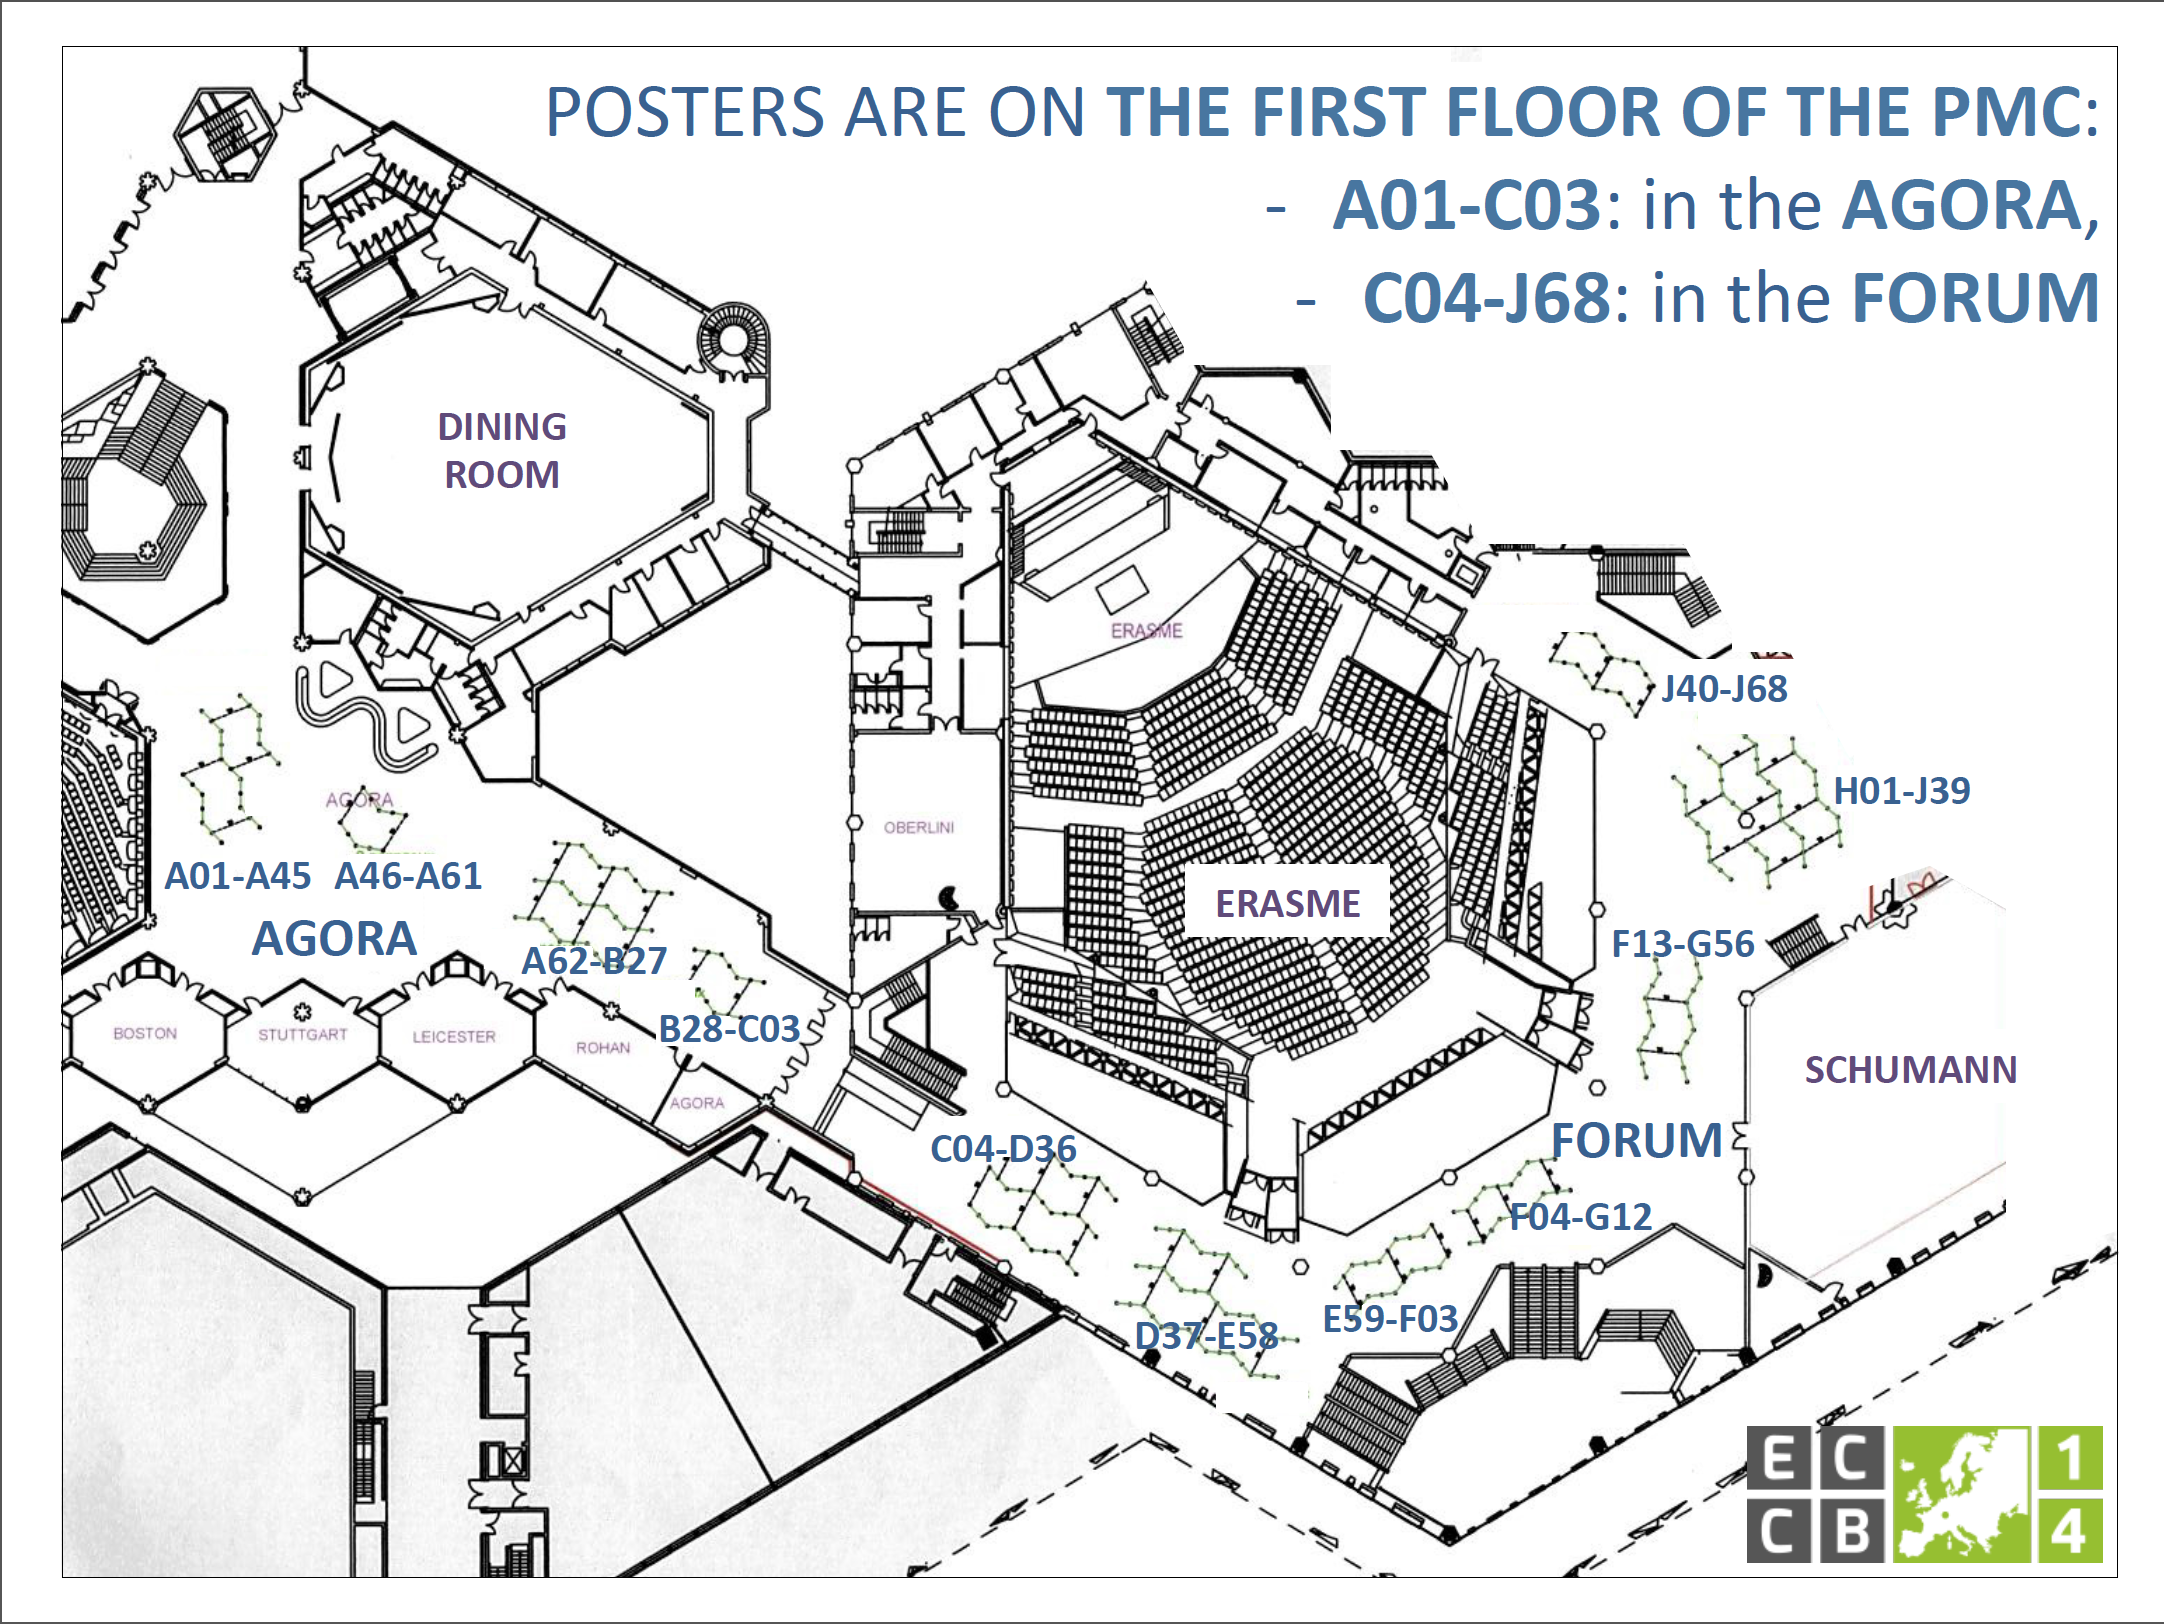 POSTERS ARE ON THE FIRST FLOOR OF THE PMC:
- A01-C03: in the AGORA,
- C04-J68: in the FORUM
DINING
ROOM
ERASME
J40-J68
H01-J39
AGORA
OBERLINI
A01-A45 A46-A61
ERASME
AGORA
F13-G56
A62-B27
B28-C03
BOSTON
STUTTGART
LEICESTER
ROHAN
AGORA
SCHUMANN
C04-D36
FORUM
F04-G12
E59-F03
D37-E58
E C 1
C B 4